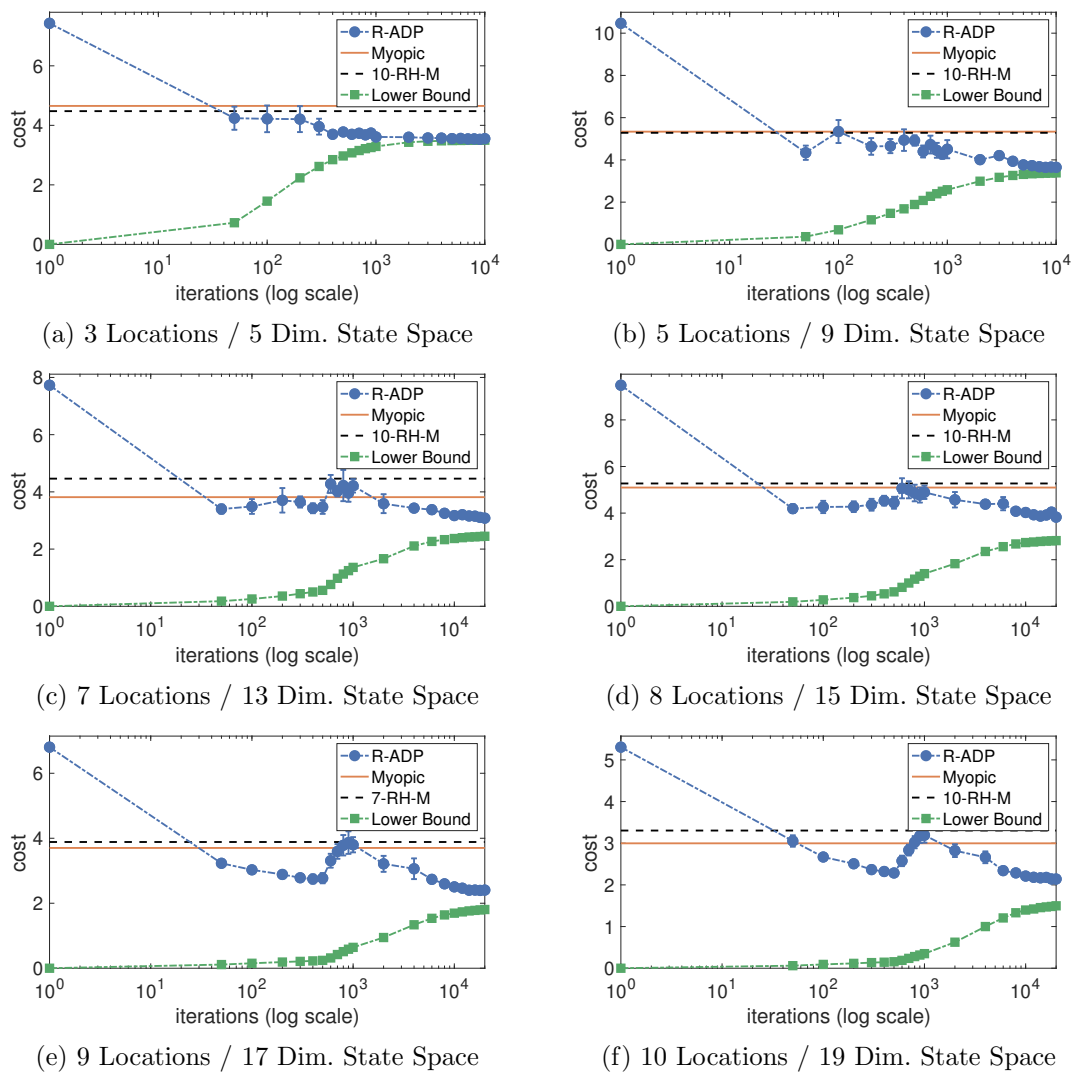 R-ADP
Myopic
10-RH-M
Lower Bound
cost
6
4
2
0
10^0
10^1
10^2
10^3
10^4
iterations (log scale)
(a) 3 Locations / 5 Dim. State Space
R-ADP
Myopic
10-RH-M
Lower Bound
cost
10
8
6
4
2
0
10^0
10^1
10^2
10^3
10^4
iterations (log scale)
(b) 5 Locations / 9 Dim. State Space
R-ADP
Myopic
10-RH-M
Lower Bound
cost
8
6
4
2
0
10^0
10^1
10^2
10^3
10^4
iterations (log scale)
(c) 7 Locations / 13 Dim. State Space
R-ADP
Myopic
10-RH-M
Lower Bound
cost
8
6
4
2
0
10^0
10^1
10^2
10^3
10^4
iterations (log scale)
(d) 8 Locations / 15 Dim. State Space
R-ADP
Myopic
7-RH-M
Lower Bound
cost
6
4
2
0
10^0
10^1
10^2
10^3
10^4
iterations (log scale)
(e) 9 Locations / 17 Dim. State Space
R-ADP
Myopic
10-RH-M
Lower Bound
cost
5
4
3
2
1
0
10^0
10^1
10^2
10^3
10^4
iterations (log scale)
(f) 10 Locations / 19 Dim. State Space